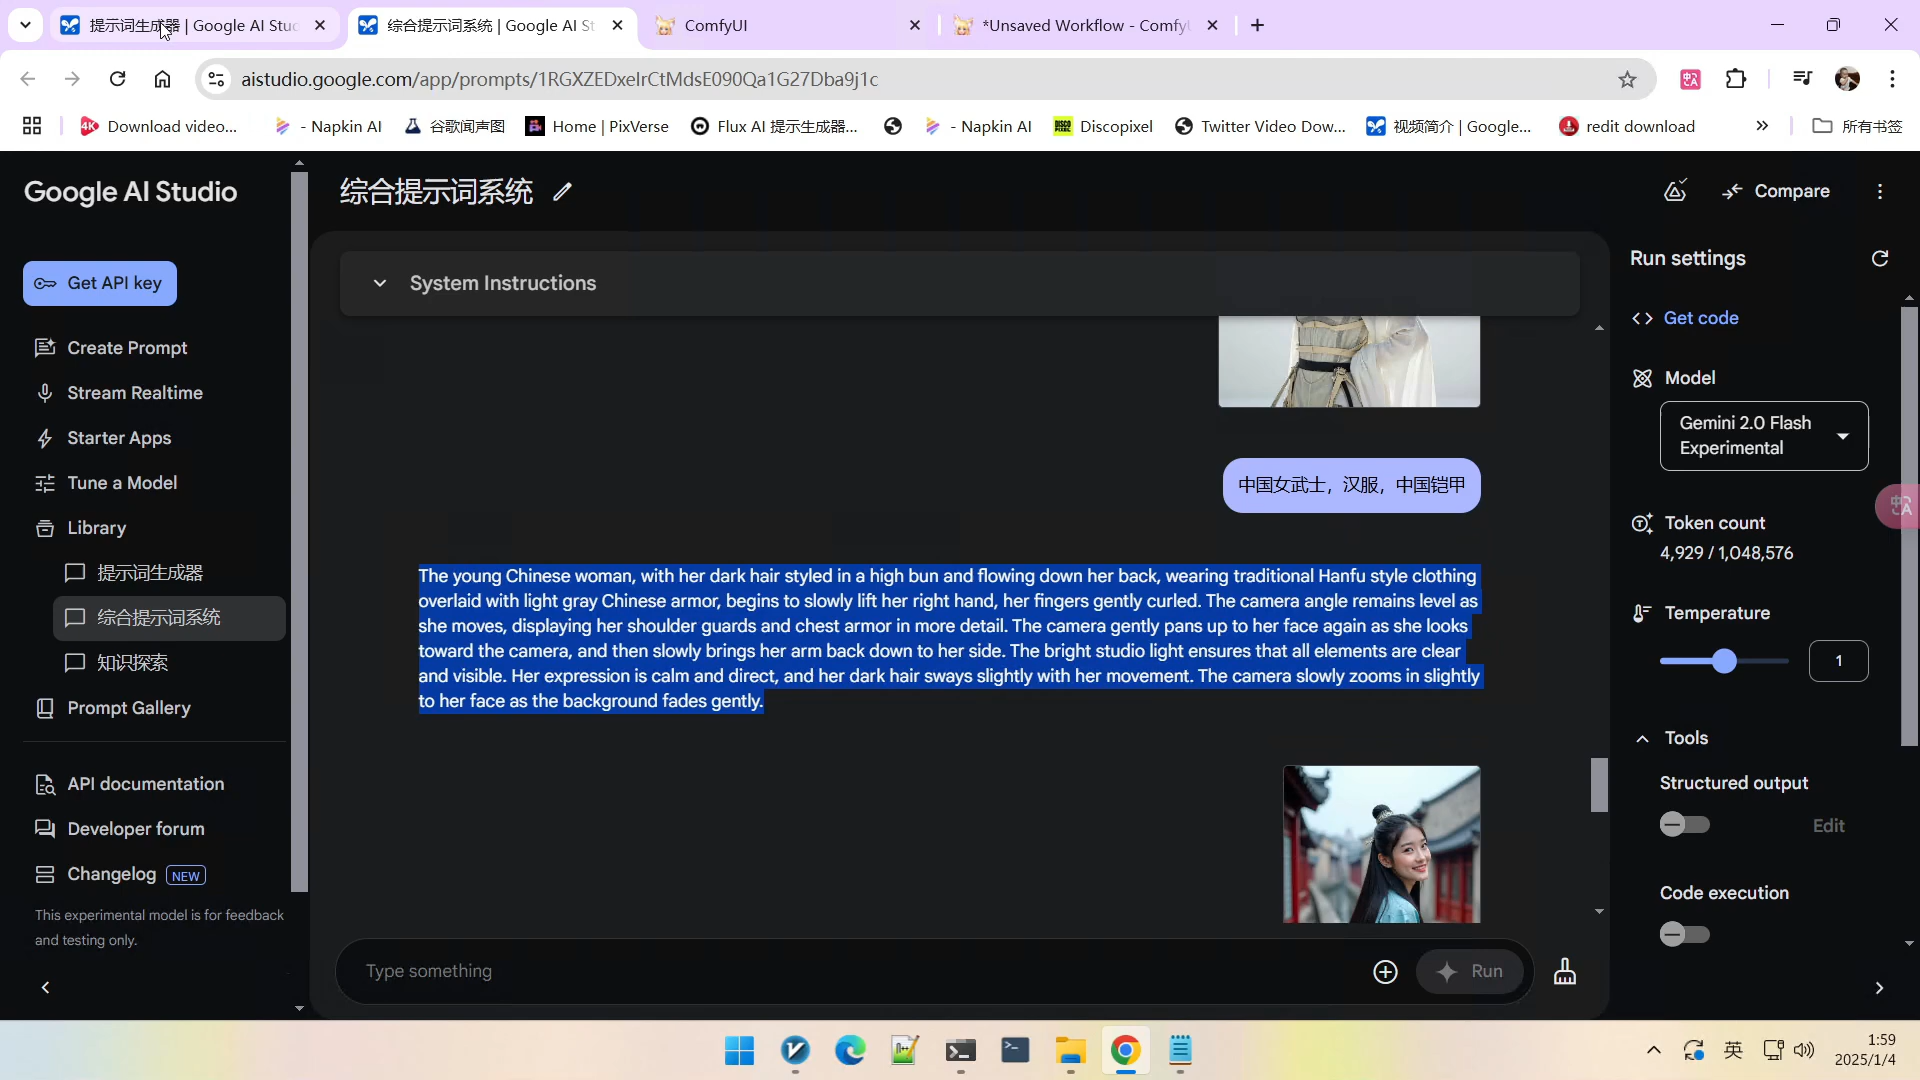 提示词生成器 | Google AI Stu
综合提示词系统 | Google AI St
ComfyUI
*Unsaved Workflow - ComfyU
aistudio.google.com/app/prompts/1RGXZEDxelrCtMdsE090Qa1G27Dba9j1c
Download video...
- Napkin AI
谷歌闻声图
Home | PixVerse
Flux AI 提示生成器...
- Napkin AI
Discopixel
Twitter Video Dow...
视频简介 | Google...
redit download
所有书签
Google AI Studio
综合提示词系统
Compare
Get API key
System Instructions
Run settings
Get code
Create Prompt
Stream Realtime
Starter Apps
Tune a Model
Library
提示词生成器
综合提示词系统
知识探索
Prompt Gallery
API documentation
Developer forum
Changelog NEW
This experimental model is for feedback
and testing only.
中国女武士，汉服，中国铠甲
The young Chinese woman, with her dark hair styled in a high bun and flowing down her back, wearing traditional Hanfu style clothing
overlaid with light gray Chinese armor, begins to slowly lift her right hand, her fingers gently curled. The camera angle remains level as
she moves, displaying her shoulder guards and chest armor in more detail. The camera gently pans up to her face again as she looks
toward the camera, and then slowly brings her arm back down to her side. The bright studio light ensures that all elements are clear
and visible. Her expression is calm and direct, and her dark hair sways slightly with her movement. The camera slowly zooms in slightly
to her face as the background fades gently.
Type something
Run
Model
Gemini 2.0 Flash
Experimental
Token count
4,929 / 1,048,576
Temperature
1
Tools
Structured output
Edit
Code execution
英
1:59
2025/1/4